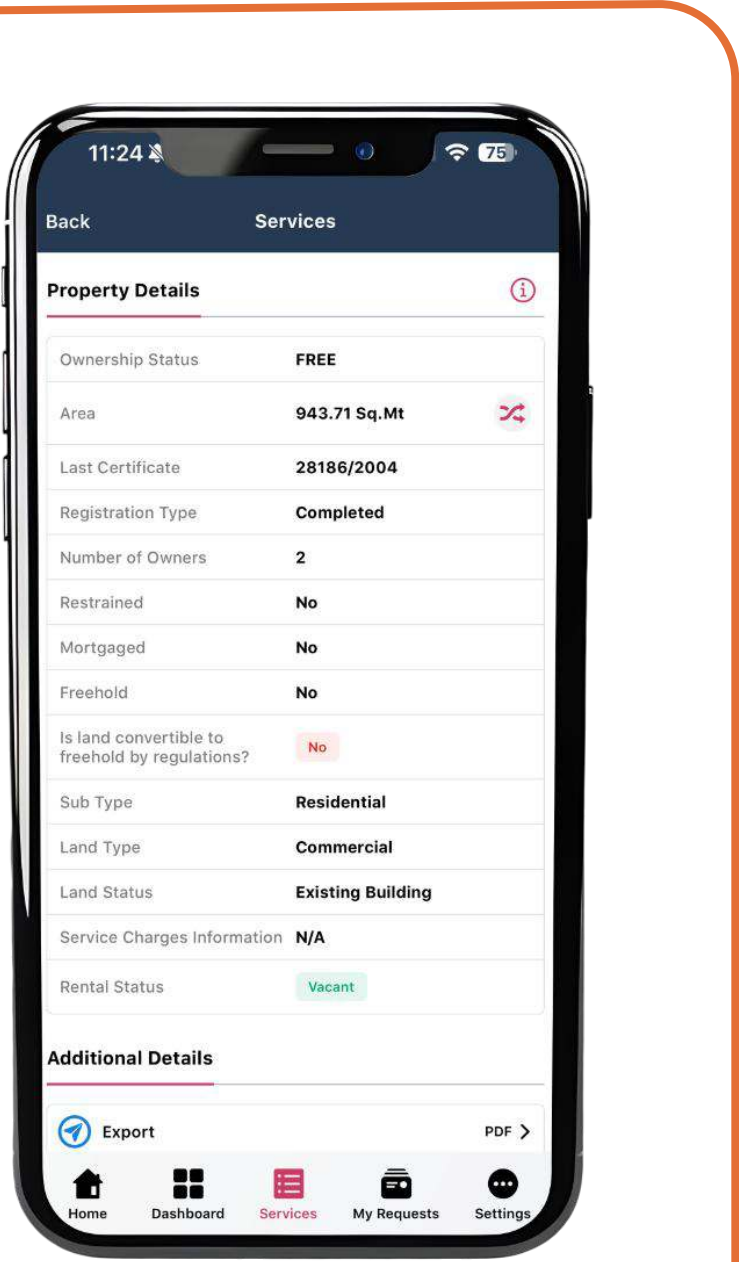 11:24
75
Back
Services
Property Details
Ownership Status FREE
Area 943.71 Sq.Mt
Last Certificate 28186/2004
Registration Type Completed
Number of Owners 2
Restrained No
Mortgaged No
Freehold No
Is land convertible to
freehold by regulations? No
Sub Type Residential
Land Type Commercial
Land Status Existing Building
Service Charges Information N/A
Rental Status Vacant
Additional Details
Export PDF
Home Dashboard Services My Requests Settings